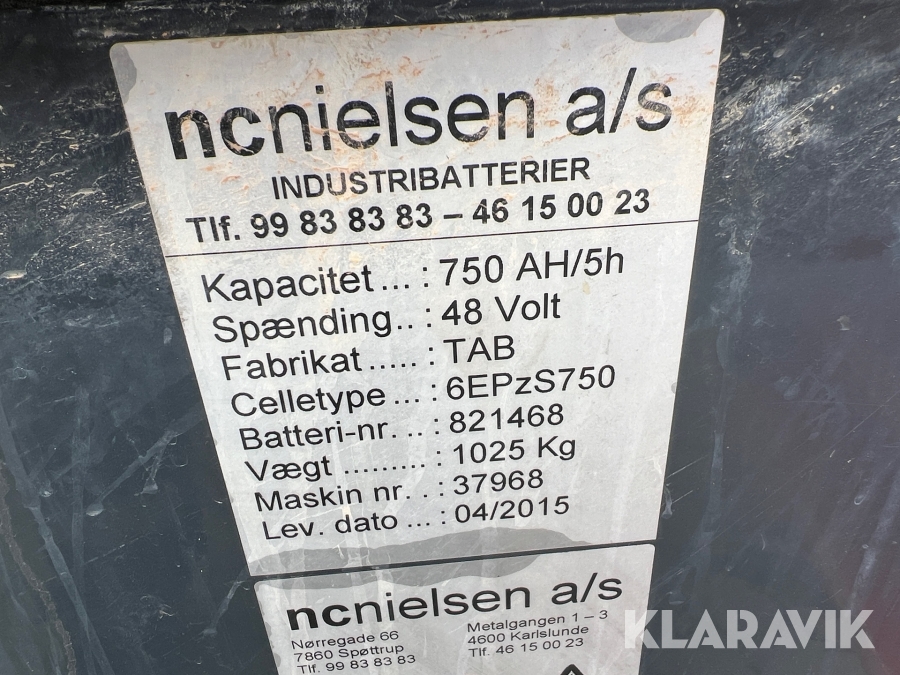 ncnielsen a/s
INDUSTRIBATTERIER
Tlf. 99 83 83 83 – 46 15 00 23
Kapacitet ... : 750 AH/5h
Spænding.. : 48 Volt
Fabrikat ..... : TAB
Celletype ... : 6EPzS750
Batteri-nr. .. : 821468
Vægt ......... : 1025 Kg
Maskin nr. . : 37968
Lev. dato ... : 04/2015
ncnielsen a/s
Nørregade 66 Metalgangen 1 – 3
7860 Spøttrup 4600 Karlslunde
Tlf. 99 83 83 83 Tlf. 46 15 00 23
KLARAVIK